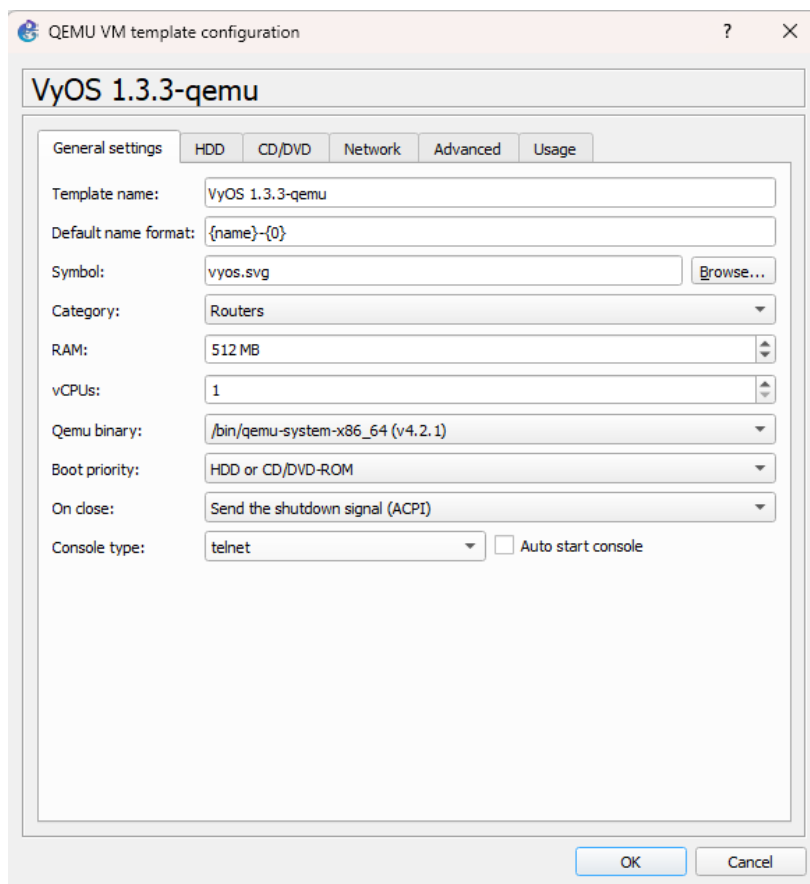 QEMU VM template configuration ? ×
VyOS 1.3.3-qemu
General settings HDD CD/DVD Network Advanced Usage
Template name: VyOS 1.3.3-qemu
Default name format: {name}-{0}
Symbol: vyos.svg Browse...
Category: Routers
RAM: 512 MB
vCPUs: 1
Qemu binary: /bin/qemu-system-x86_64 (v4.2.1)
Boot priority: HDD or CD/DVD-ROM
On close: Send the shutdown signal (ACPI)
Console type: telnet Auto start console
OK Cancel